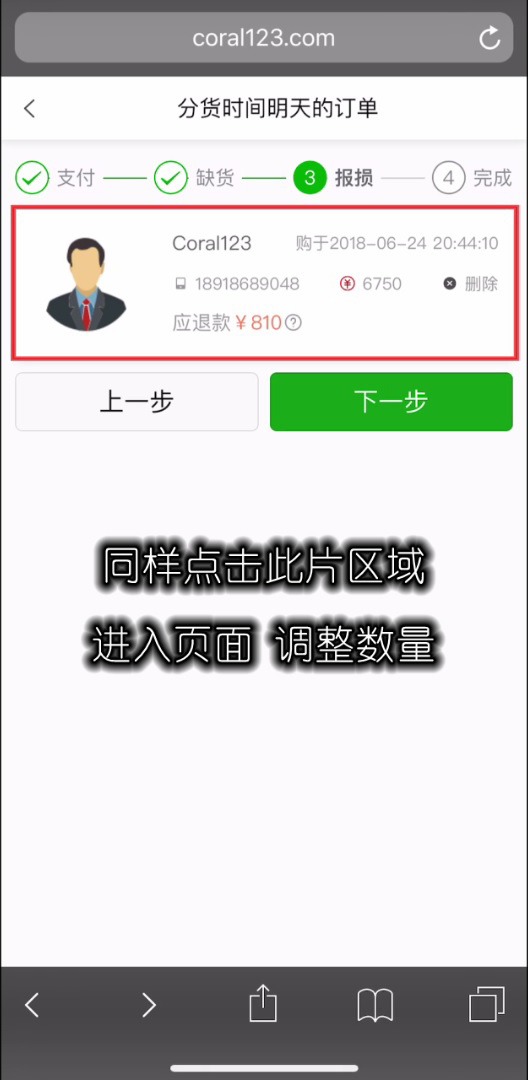 coral123.com
分货时间明天的订单
支付 缺货 3 报损 4 完成
Coral123 购于2018-06-24 20:44:10
18918689048 ¥ 6750 删除
应退款 ¥ 810 ?
上一步 下一步
同样点击此片区域
进入页面 调整数量